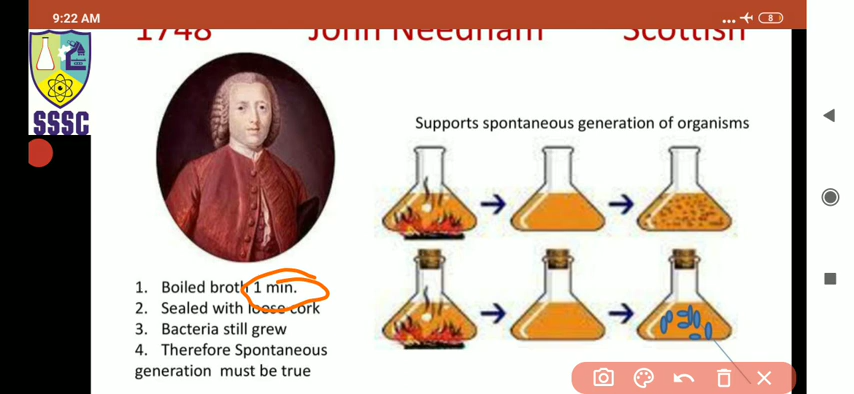 9:22 AM
8
1748 John Needham Scottish
SSSC
Supports spontaneous generation of organisms
1. Boiled broth 1 min.
2. Sealed with loose cork
3. Bacteria still grew
4. Therefore Spontaneous
generation must be true